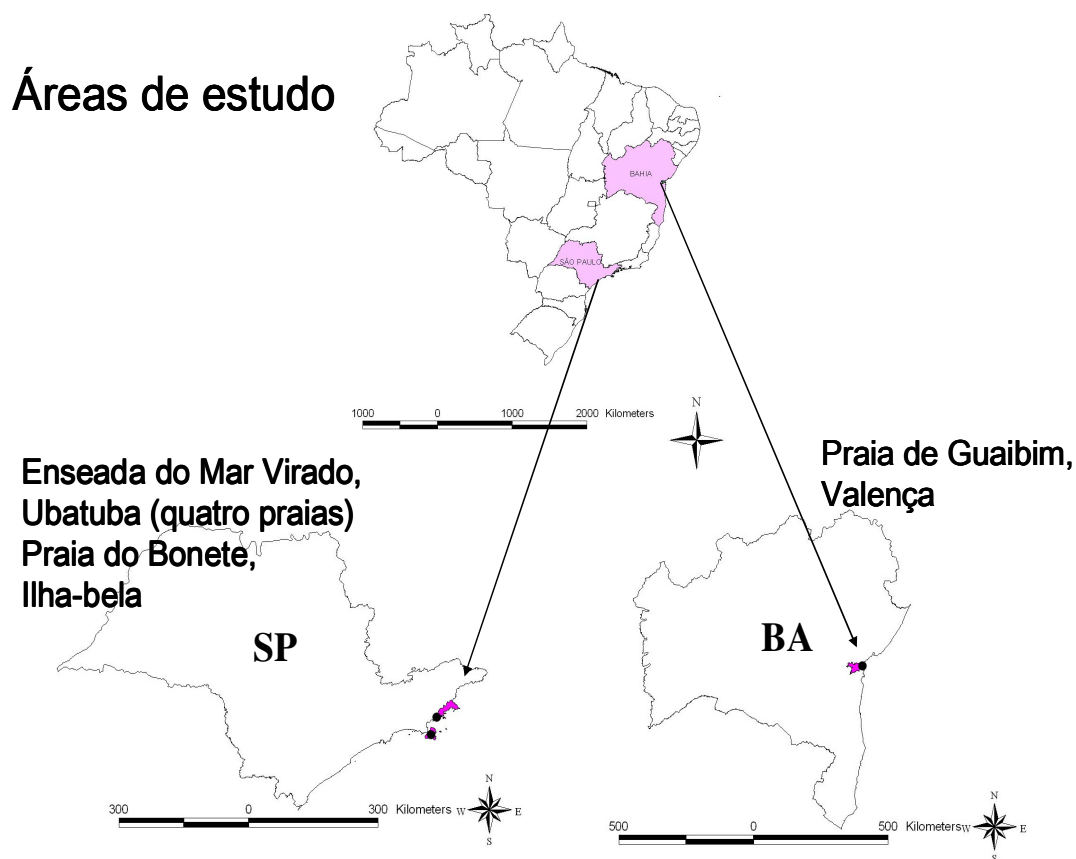 Áreas de estudo
BAHIA
SÃO PAULO
1000 0 1000 2000 Kilometers
N
Enseada do Mar Virado,
Ubatuba (quatro praias)
Praia do Bonete,
Ilha-bela
Praia de Guaibim,
Valença
SP
BA
300 0 300 Kilometers
N
W E
S
500 0 500 Kilometers
N
W E
S